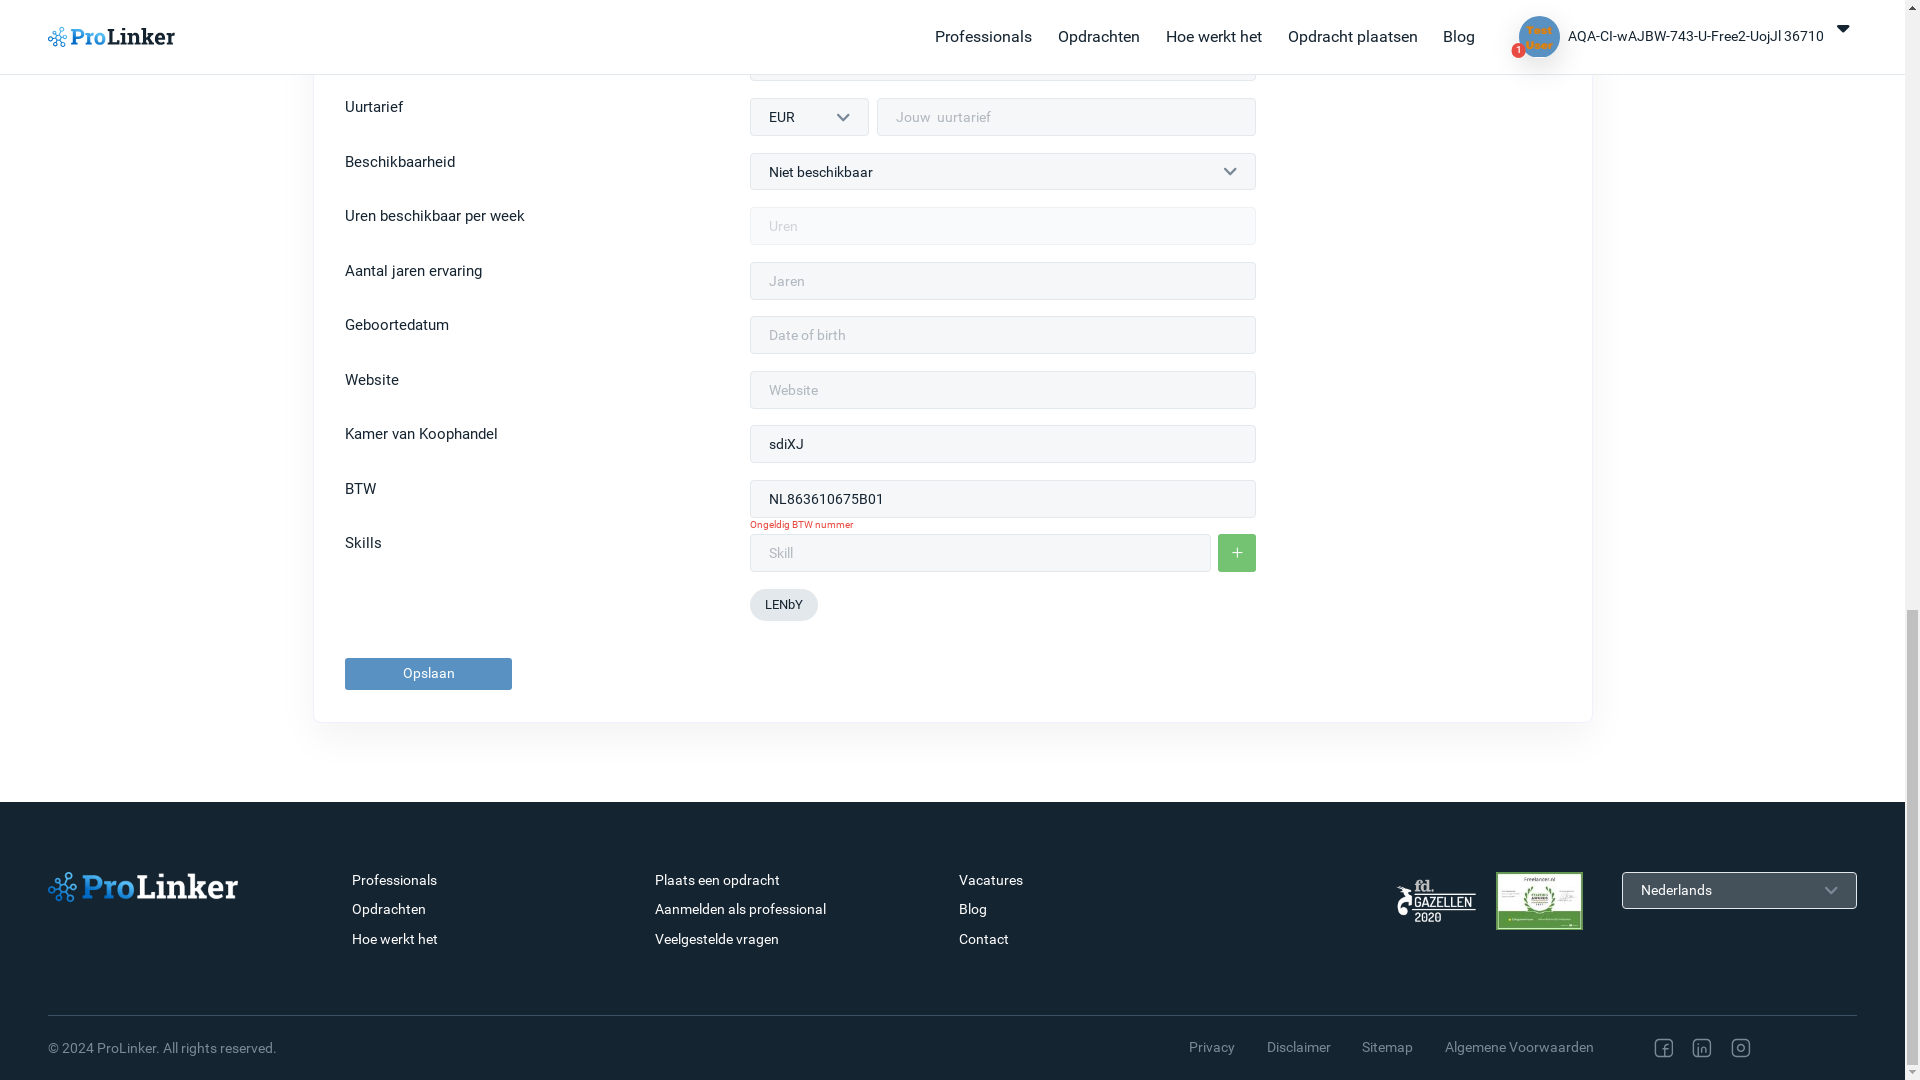 ProLinker
Professionals
Opdrachten
Hoe werkt het
Opdracht plaatsen
Blog
Test
User
1
AQA-CI-wAJBW-743-U-Free2-UojJl 36710
Uurtarief
EUR
Jouw uurtarief
Beschikbaarheid
Niet beschikbaar
Uren beschikbaar per week
Uren
Aantal jaren ervaring
Jaren
Geboortedatum
Date of birth
Website
Website
Kamer van Koophandel
sdiXJ
BTW
NL863610675B01
Ongeldig BTW nummer
Skills
Skill
+
LENbY
Opslaan
ProLinker
Professionals
Opdrachten
Hoe werkt het
Plaats een opdracht
Aanmelden als professional
Veelgestelde vragen
Vacatures
Blog
Contact
fd.
GAZELLEN
2020
Freelancer.nl
Nederlands
© 2024 ProLinker. All rights reserved.
Privacy
Disclaimer
Sitemap
Algemene Voorwaarden